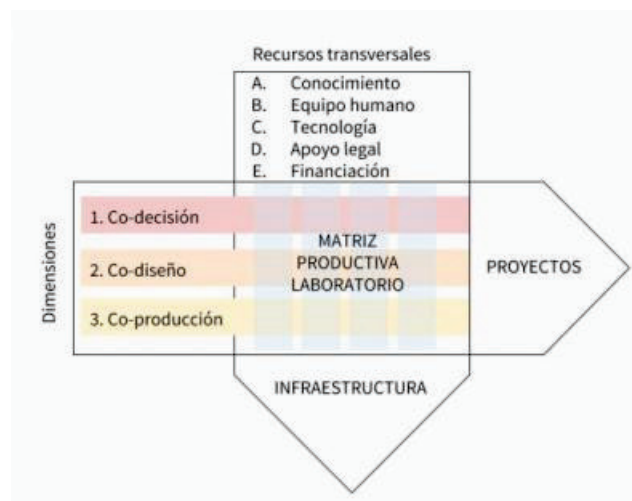 Recursos transversales
A. Conocimiento
B. Equipo humano
C. Tecnología
D. Apoyo legal
E. Financiación
Dimensiones
1. Co-decisión
2. Co-diseño
3. Co-producción
MATRIZ
PRODUCTIVA
LABORATORIO
PROYECTOS
INFRAESTRUCTURA